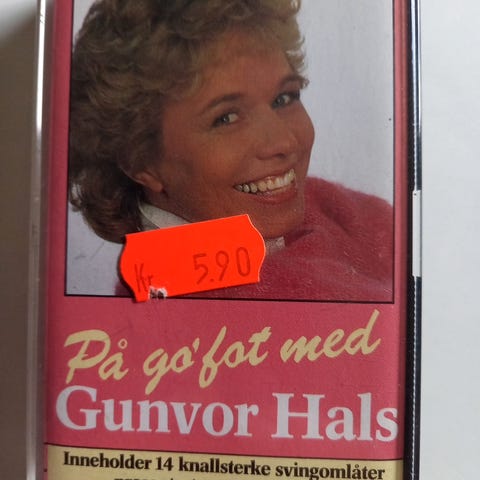 Kr. 5.90
På go'fot med
Gunvor Hals
Inneholder 14 knallsterke svingomlåter